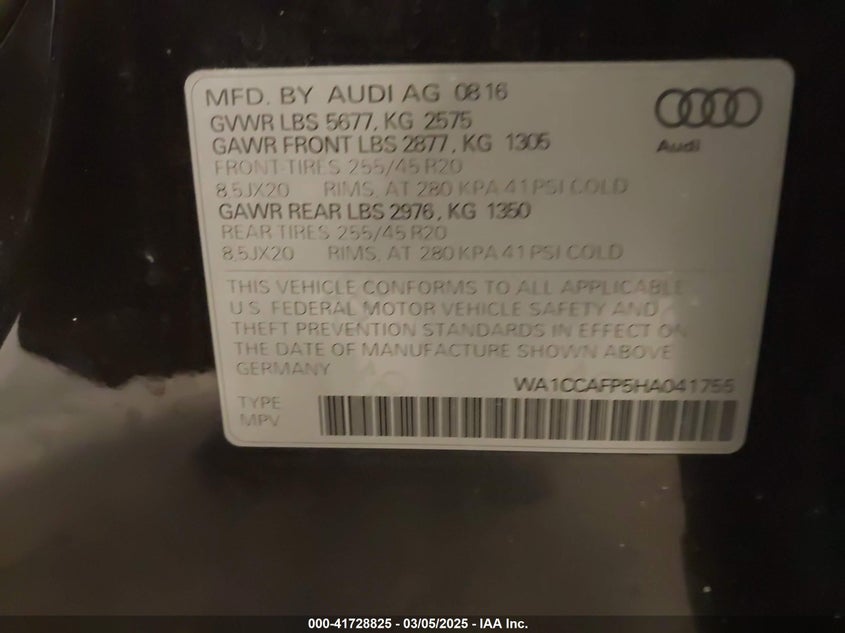 MFD. BY AUDI AG 0816
GVWR LBS 5677, KG 2575
GAWR FRONT LBS 2877, KG 1305
FRONT-TIRES 255/45 R20
8.5JX20 RIMS, AT 280 KPA 41 PSI COLD
GAWR REAR LBS 2976, KG 1350
REAR TIRES 255/45 R20
8.5JX20 RIMS, AT 280 KPA 41 PSI COLD
Audi
THIS VEHICLE CONFORMS TO ALL APPLICABLE
U.S. FEDERAL MOTOR VEHICLE SAFETY AND
THEFT PREVENTION STANDARDS IN EFFECT ON
THE DATE OF MANUFACTURE SHOWN ABOVE
GERMANY
WA1CCAFP5HA041755
TYPE
MPV
000-41728825 - 03/05/2025 - IAA Inc.